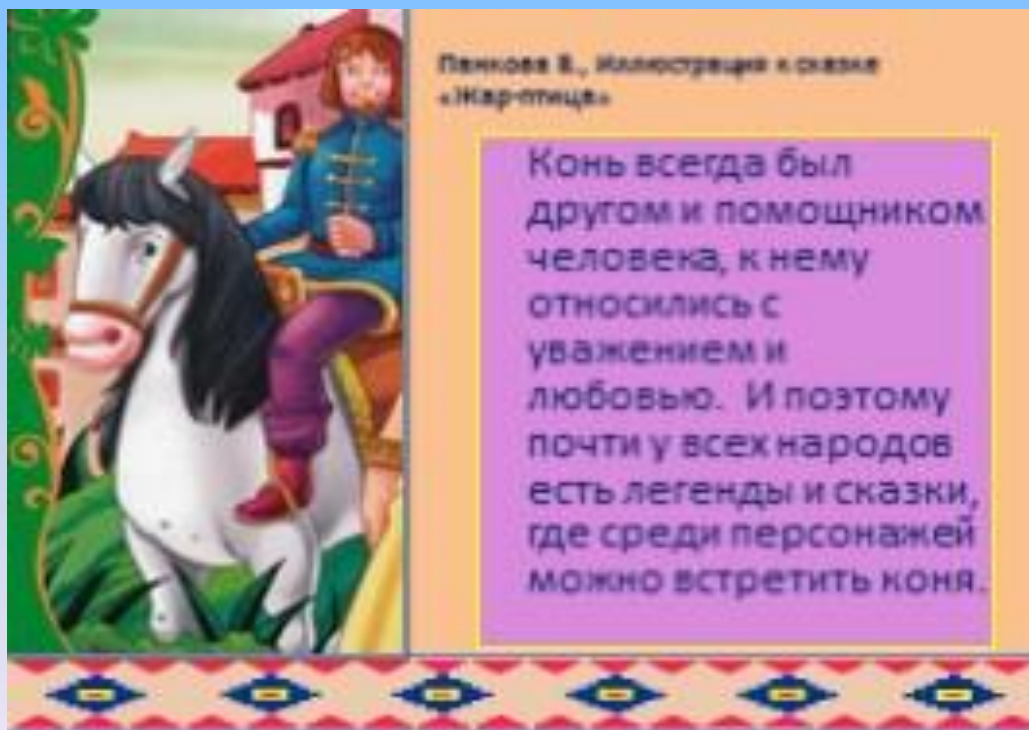 Панкова В., Иллюстрация к сказке
«Жар-птица»
Конь всегда был
другом и помощником
человека, к нему
относились с
уважением и
любовью. И поэтому
почти у всех народов
есть легенды и сказки,
где среди персонажей
можно встретить коня.